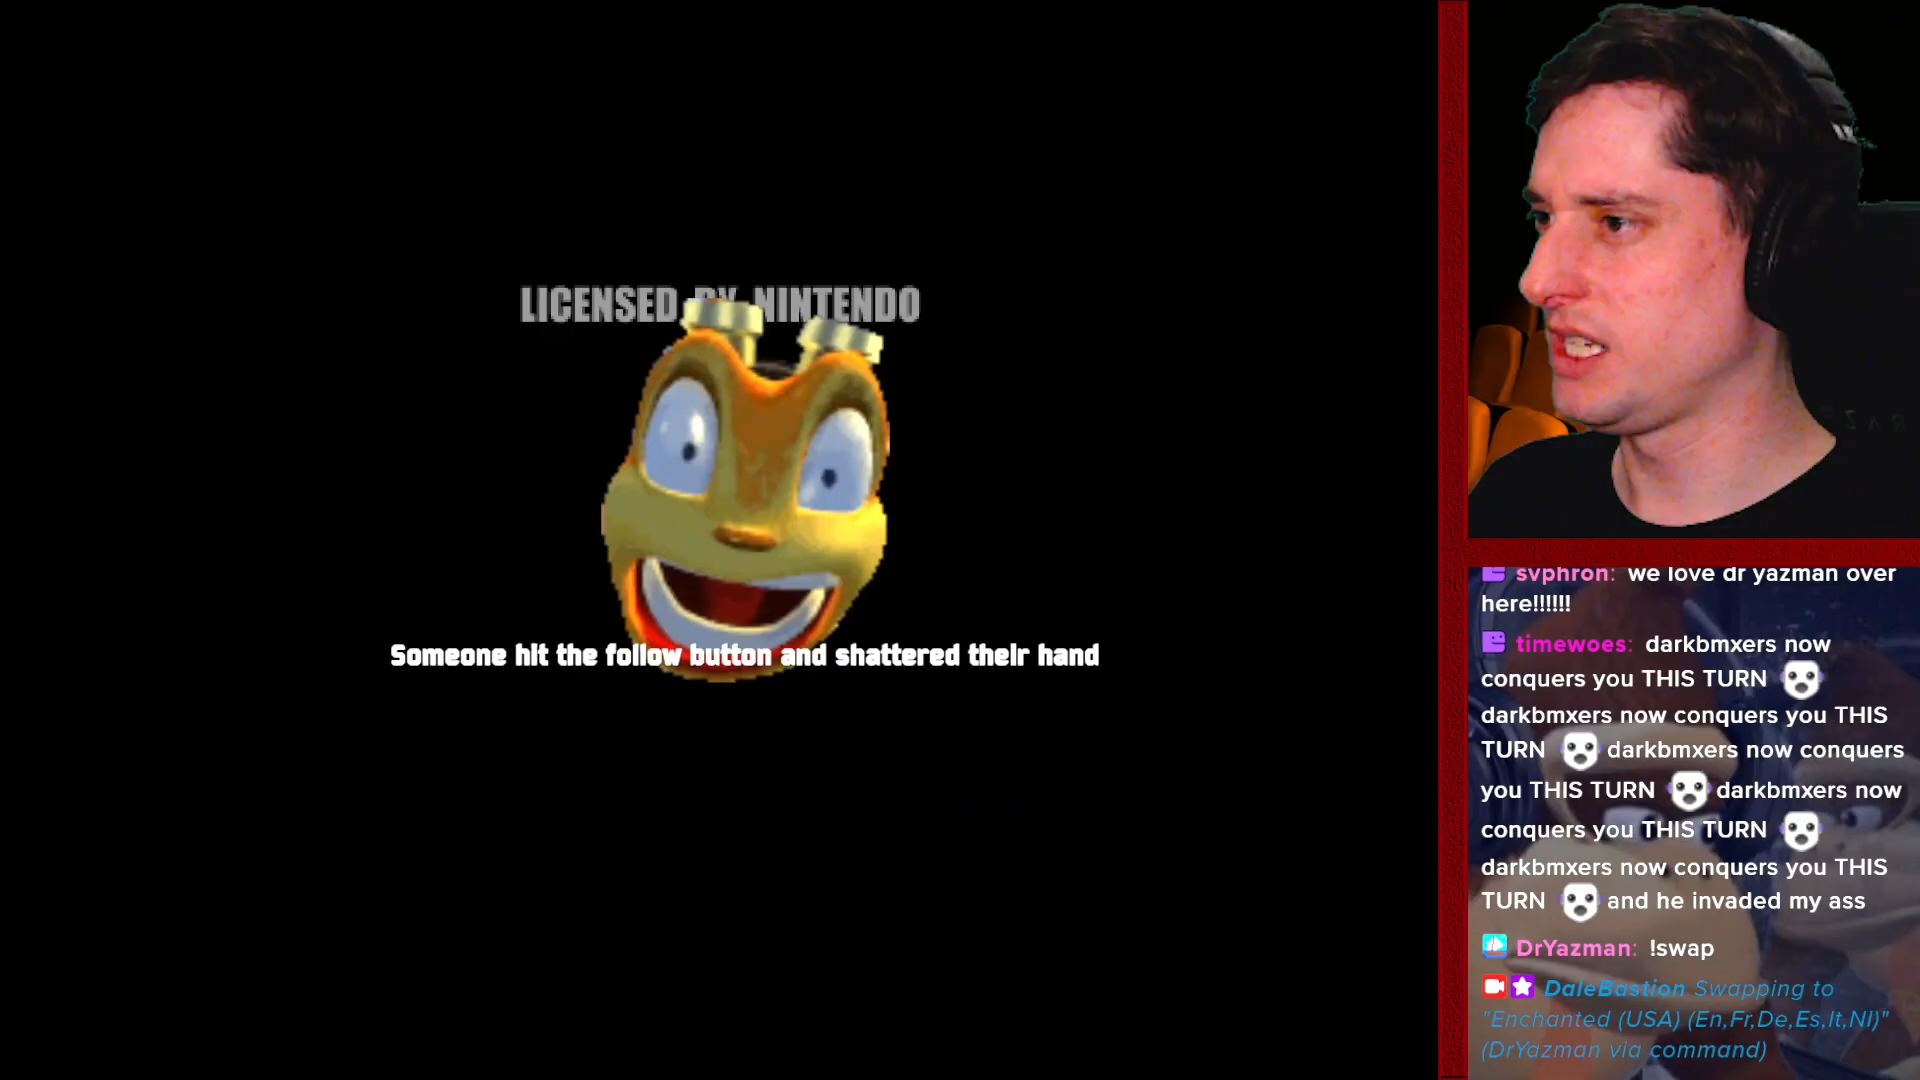 LICENSED BY NINTENDO
Someone hit the follow button and shattered their hand
svphron: we love dr yazman over
here!!!!!!
timewoes: darkbmxers now
conquers you THIS TURN
darkbmxers now conquers you THIS
TURN darkbmxers now conquers
you THIS TURN darkbmxers now
conquers you THIS TURN
darkbmxers now conquers you THIS
TURN and he invaded my ass
DrYazman: !swap
DaleBastion Swapping to
"Enchanted (USA) (En,Fr,De,Es,It,Nl)"
(DrYazman via command)